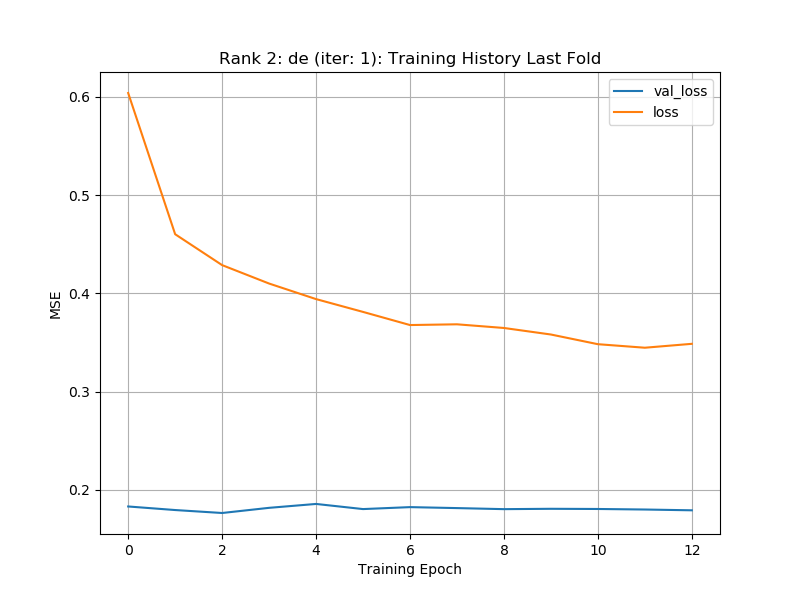 Rank 2: de (iter: 1): Training History Last Fold
val_loss
loss
0.6
0.5
0.4
0.3
0.2
MSE
0 2 4 6 8 10 12
Training Epoch